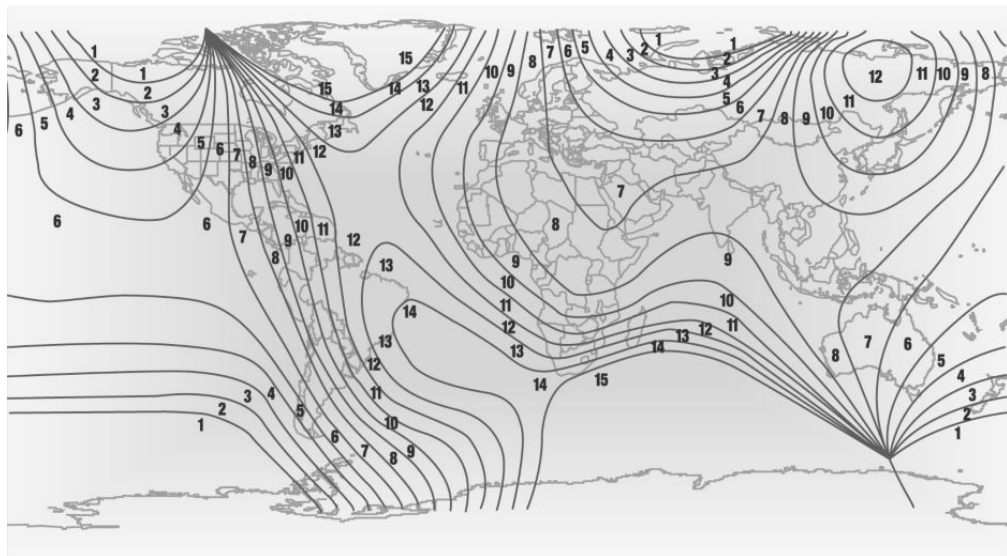 1 1 15 15 14 13 12 11 10 9 8 7 6 5 4 3 2 1 1
2 2 14 13 2 3 4 12 11 10 9 8
3 3 5 6 11
6 5 4 4 5 6 7 8 9 10 11 12 7 8 9 10
7
6 6 7 8 9 10 11 12 8
13 9 9
14 10 10
11 11 12 13
13 12 13 14 7 6
12 14 15 8 5
3 4 5 11 4
1 2 6 7 8 9 10 3
2
1